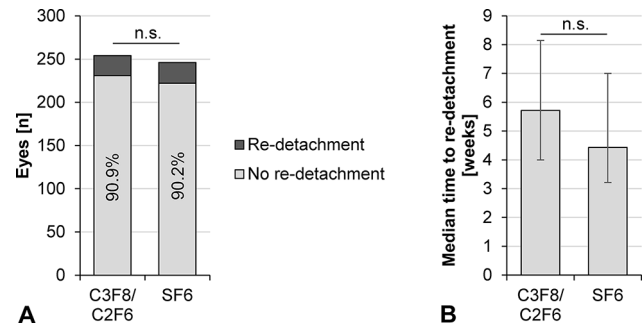 300
250
200
150
100
50
0
Eyes [n]
n.s.
90.9%
90.2%
C3F8/
C2F6
SF6
A
Re-detachment
No re-detachment
9
8
7
6
5
4
3
2
1
0
Median time to re-detachment
[weeks]
n.s.
C3F8/
C2F6
SF6
B